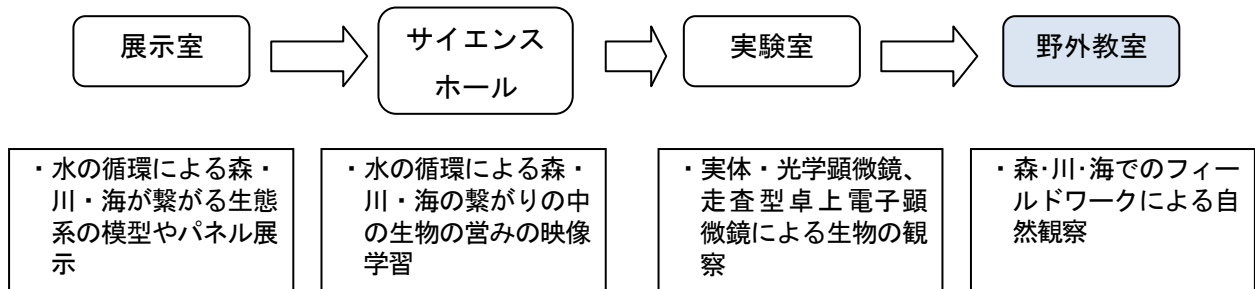 展示室
サイエンス
ホール
実験室
野外教室
・水の循環による森・
川・海が繋がる生態
系の模型やパネル展
示
・水の循環による森・
川・海の繋がりの中
の生物の営みの映像
学習
・実体・光学顕微鏡、
走査型卓上電子顕
微鏡による生物の観
察
・森・川・海でのフィー
ルドワークによる自
然観察